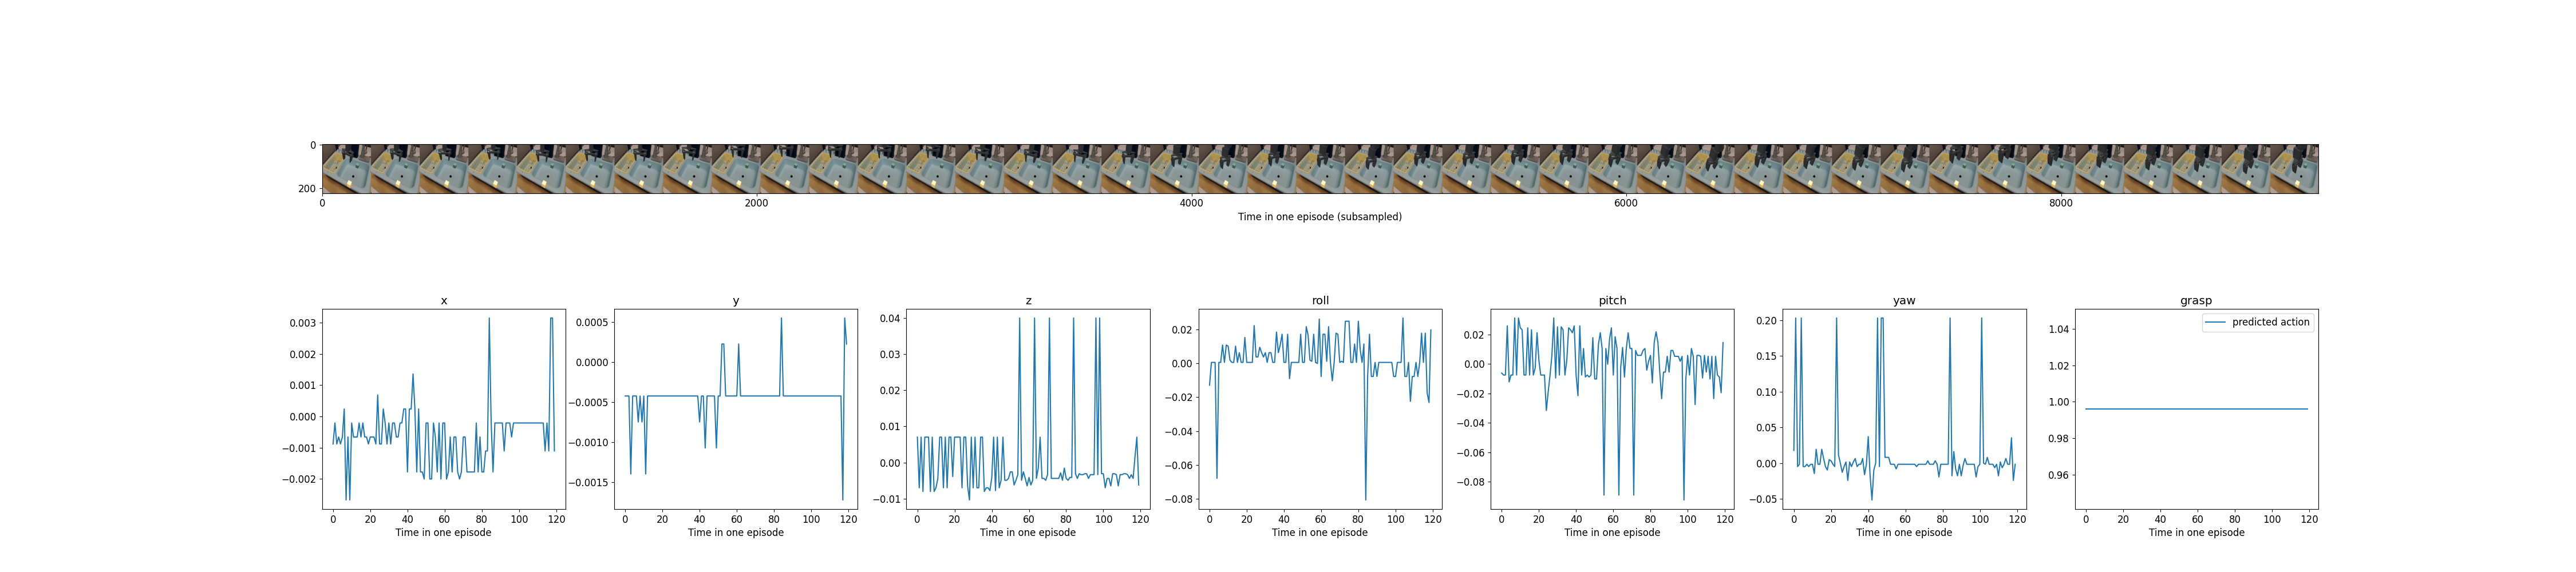 0
200
0 2000 4000 6000 8000
Time in one episode (subsampled)
x
0.003
0.002
0.001
0.000
−0.001
−0.002
0 20 40 60 80 100 120
Time in one episode
y
0.0005
0.0000
−0.0005
−0.0010
−0.0015
0 20 40 60 80 100 120
Time in one episode
z
0.04
0.03
0.02
0.01
0.00
−0.01
0 20 40 60 80 100 120
Time in one episode
roll
0.02
0.00
−0.02
−0.04
−0.06
−0.08
0 20 40 60 80 100 120
Time in one episode
pitch
0.02
0.00
−0.02
−0.04
−0.06
−0.08
0 20 40 60 80 100 120
Time in one episode
yaw
0.20
0.15
0.10
0.05
0.00
−0.05
0 20 40 60 80 100 120
Time in one episode
grasp
predicted action
1.04
1.02
1.00
0.98
0.96
0 20 40 60 80 100 120
Time in one episode